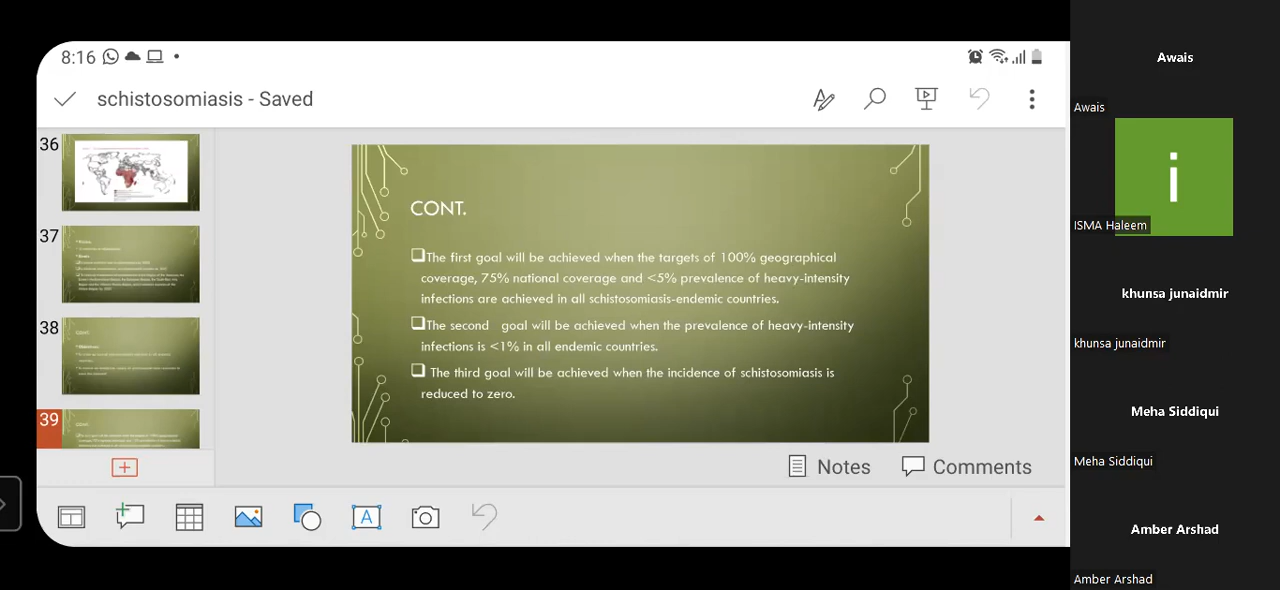 8:16
schistosomiasis - Saved
36
37
38
39
CONT.
The first goal will be achieved when the targets of 100% geographical
coverage, 75% national coverage and <5% prevalence of heavy-intensity
infections are achieved in all schistosomiasis-endemic countries.
The second goal will be achieved when the prevalence of heavy-intensity
infections is <1% in all endemic countries.
The third goal will be achieved when the incidence of schistosomiasis is
reduced to zero.
Notes
Comments
A
Awais
Awais
i
ISMA Haleem
khunsa junaidmir
khunsa junaidmir
Meha Siddiqui
Meha Siddiqui
Amber Arshad
Amber Arshad